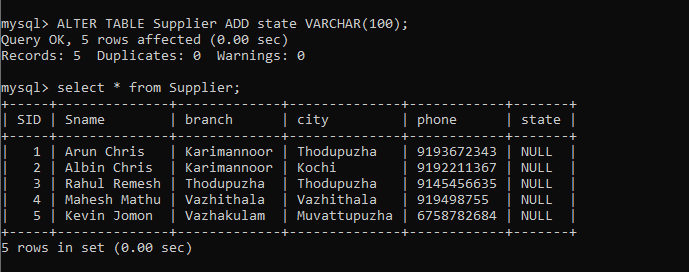 mysql> ALTER TABLE Supplier ADD state VARCHAR(100);
Query OK, 5 rows affected (0.00 sec)
Records: 5  Duplicates: 0  Warnings: 0

mysql> select * from Supplier;
+-----+--------------+------------+-------------+------------+-------+
| SID | Sname        | branch     | city        | phone      | state |
+-----+--------------+------------+-------------+------------+-------+
|   1 | Arun Chris   | Karimannoor | Thodupuzha  | 9193672343 | NULL  |
|   2 | Albin Chris  | Karimannoor | Kochi       | 9192211367 | NULL  |
|   3 | Rahul Remesh | Thodupuzha  | Thodupuzha  | 9145456635 | NULL  |
|   4 | Mahesh Mathu | Vazhithala  | Vazhithala  | 919498755  | NULL  |
|   5 | Kevin Jomon  | Vazhakulam  | Muvattupuzha | 6758782684 | NULL  |
+-----+--------------+-------------+--------------+------------+-------+
5 rows in set (0.00 sec)